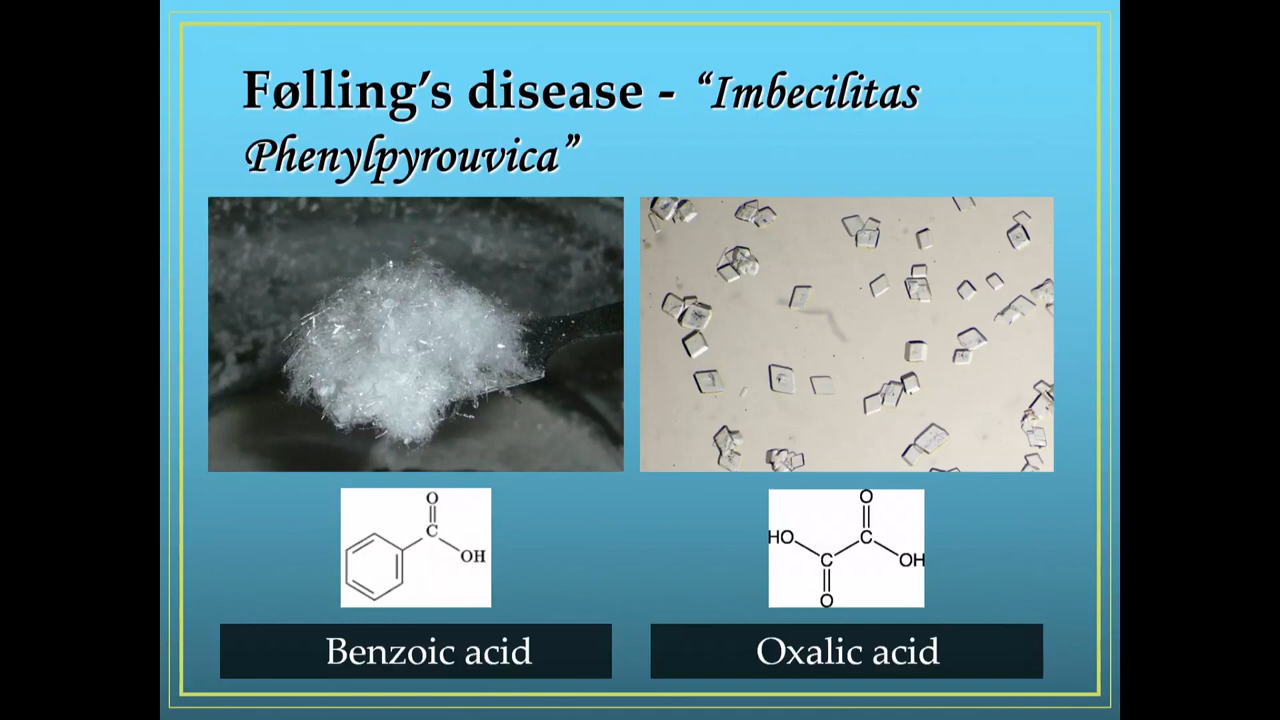 Følling’s disease - “Imbecilitas
Phenylpyrouvica”
O
C
OH
O
HO
C
C
OH
O
Benzoic acid
Oxalic acid